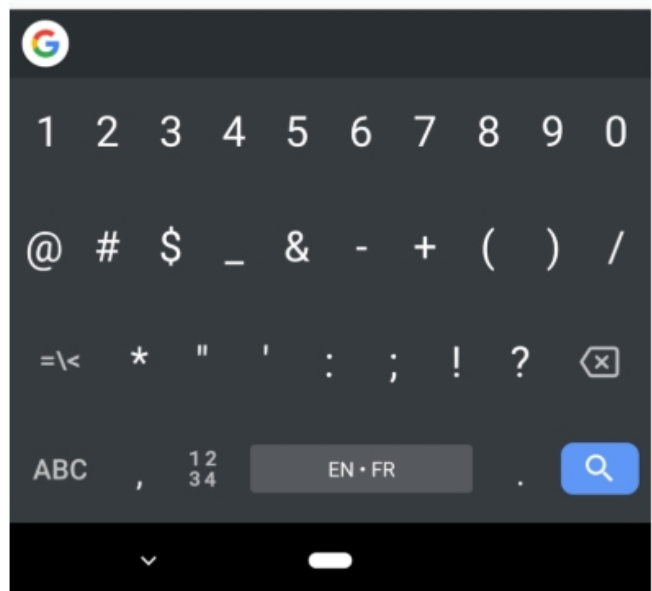 G
1 2 3 4 5 6 7 8 9 0
@ # $ _ & - + ( ) /
=\< * " ' : ; ! ?
ABC , 12 34 EN • FR .